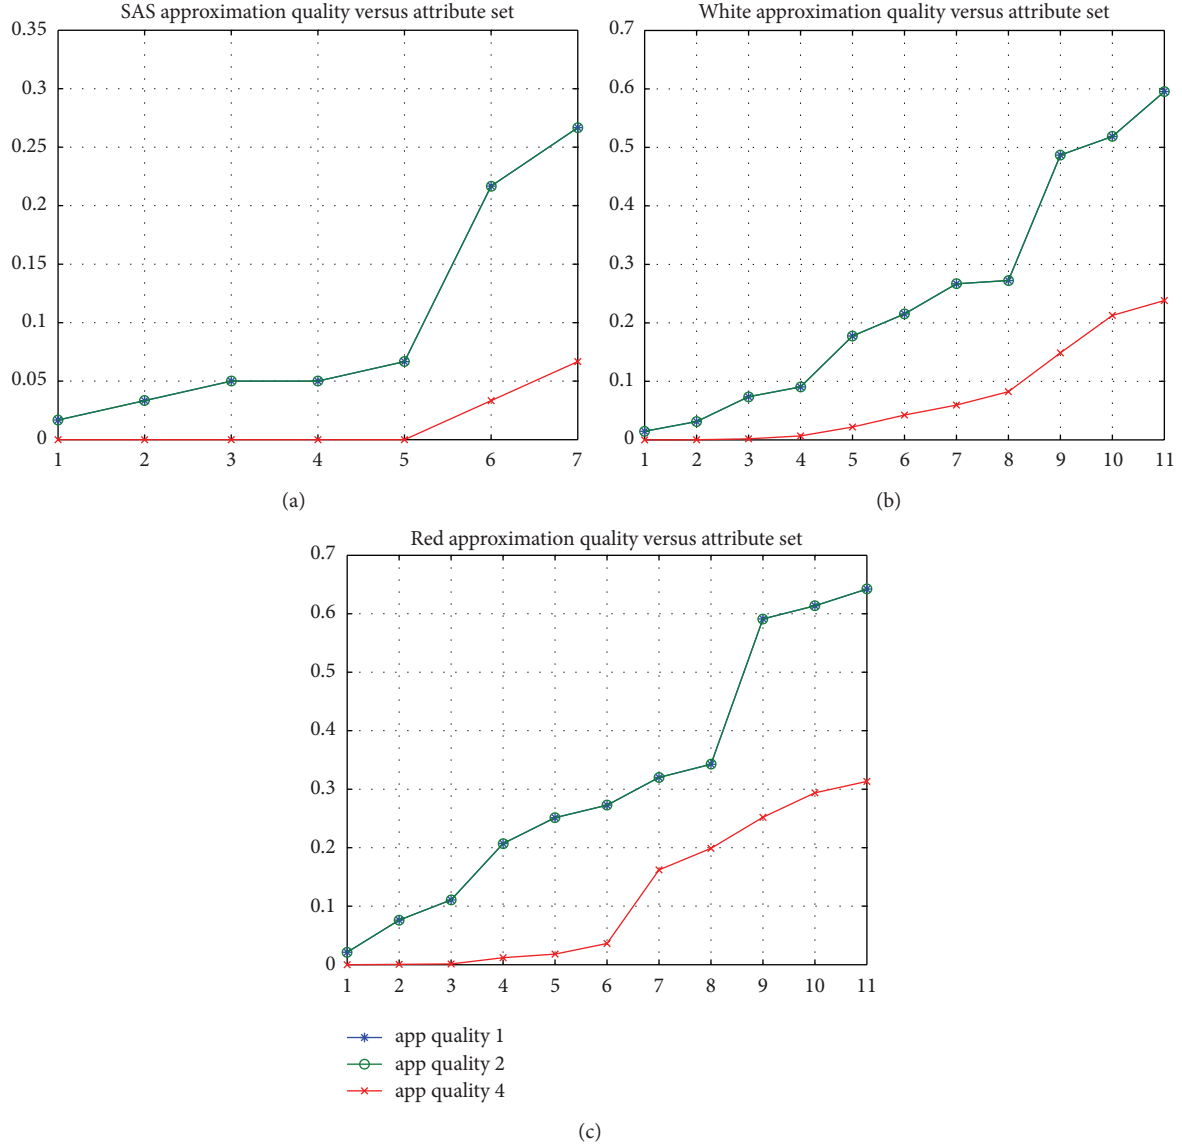 SAS approximation quality versus attribute set
0.35
0.3
0.25
0.2
0.15
0.1
0.05
0
1 2 3 4 5 6 7
(a)
White approximation quality versus attribute set
0.7
0.6
0.5
0.4
0.3
0.2
0.1
0
1 2 3 4 5 6 7 8 9 10 11
(b)
Red approximation quality versus attribute set
0.7
0.6
0.5
0.4
0.3
0.2
0.1
0
1 2 3 4 5 6 7 8 9 10 11
app quality 1
app quality 2
app quality 4
(c)